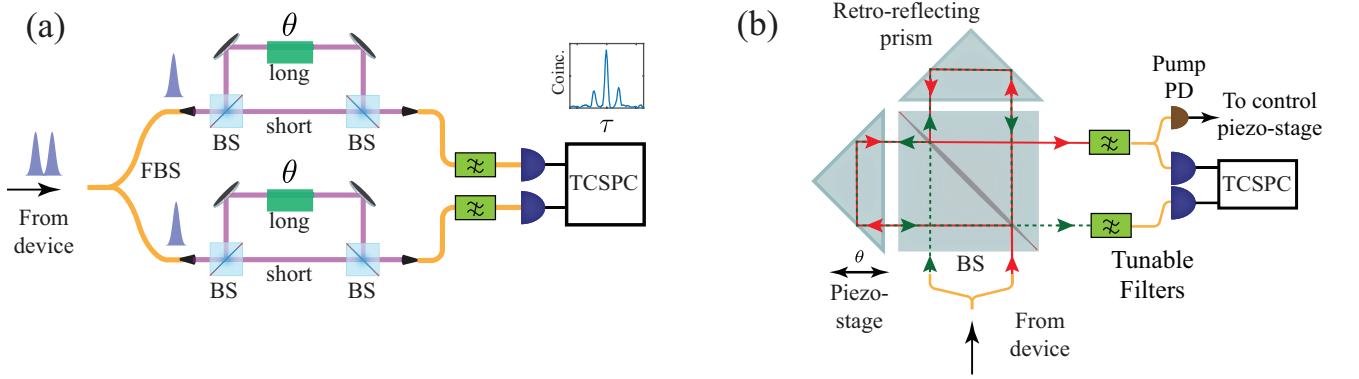 (a)
θ
long
Coinc.
τ
BS
short
BS
FBS
θ
long
TCSPC
From
device
BS
short
BS
(b)
Retro-reflecting
prism
Pump
PD
To control
piezo-stage
TCSPC
θ
BS
Piezo-
stage
From
device
Tunable
Filters